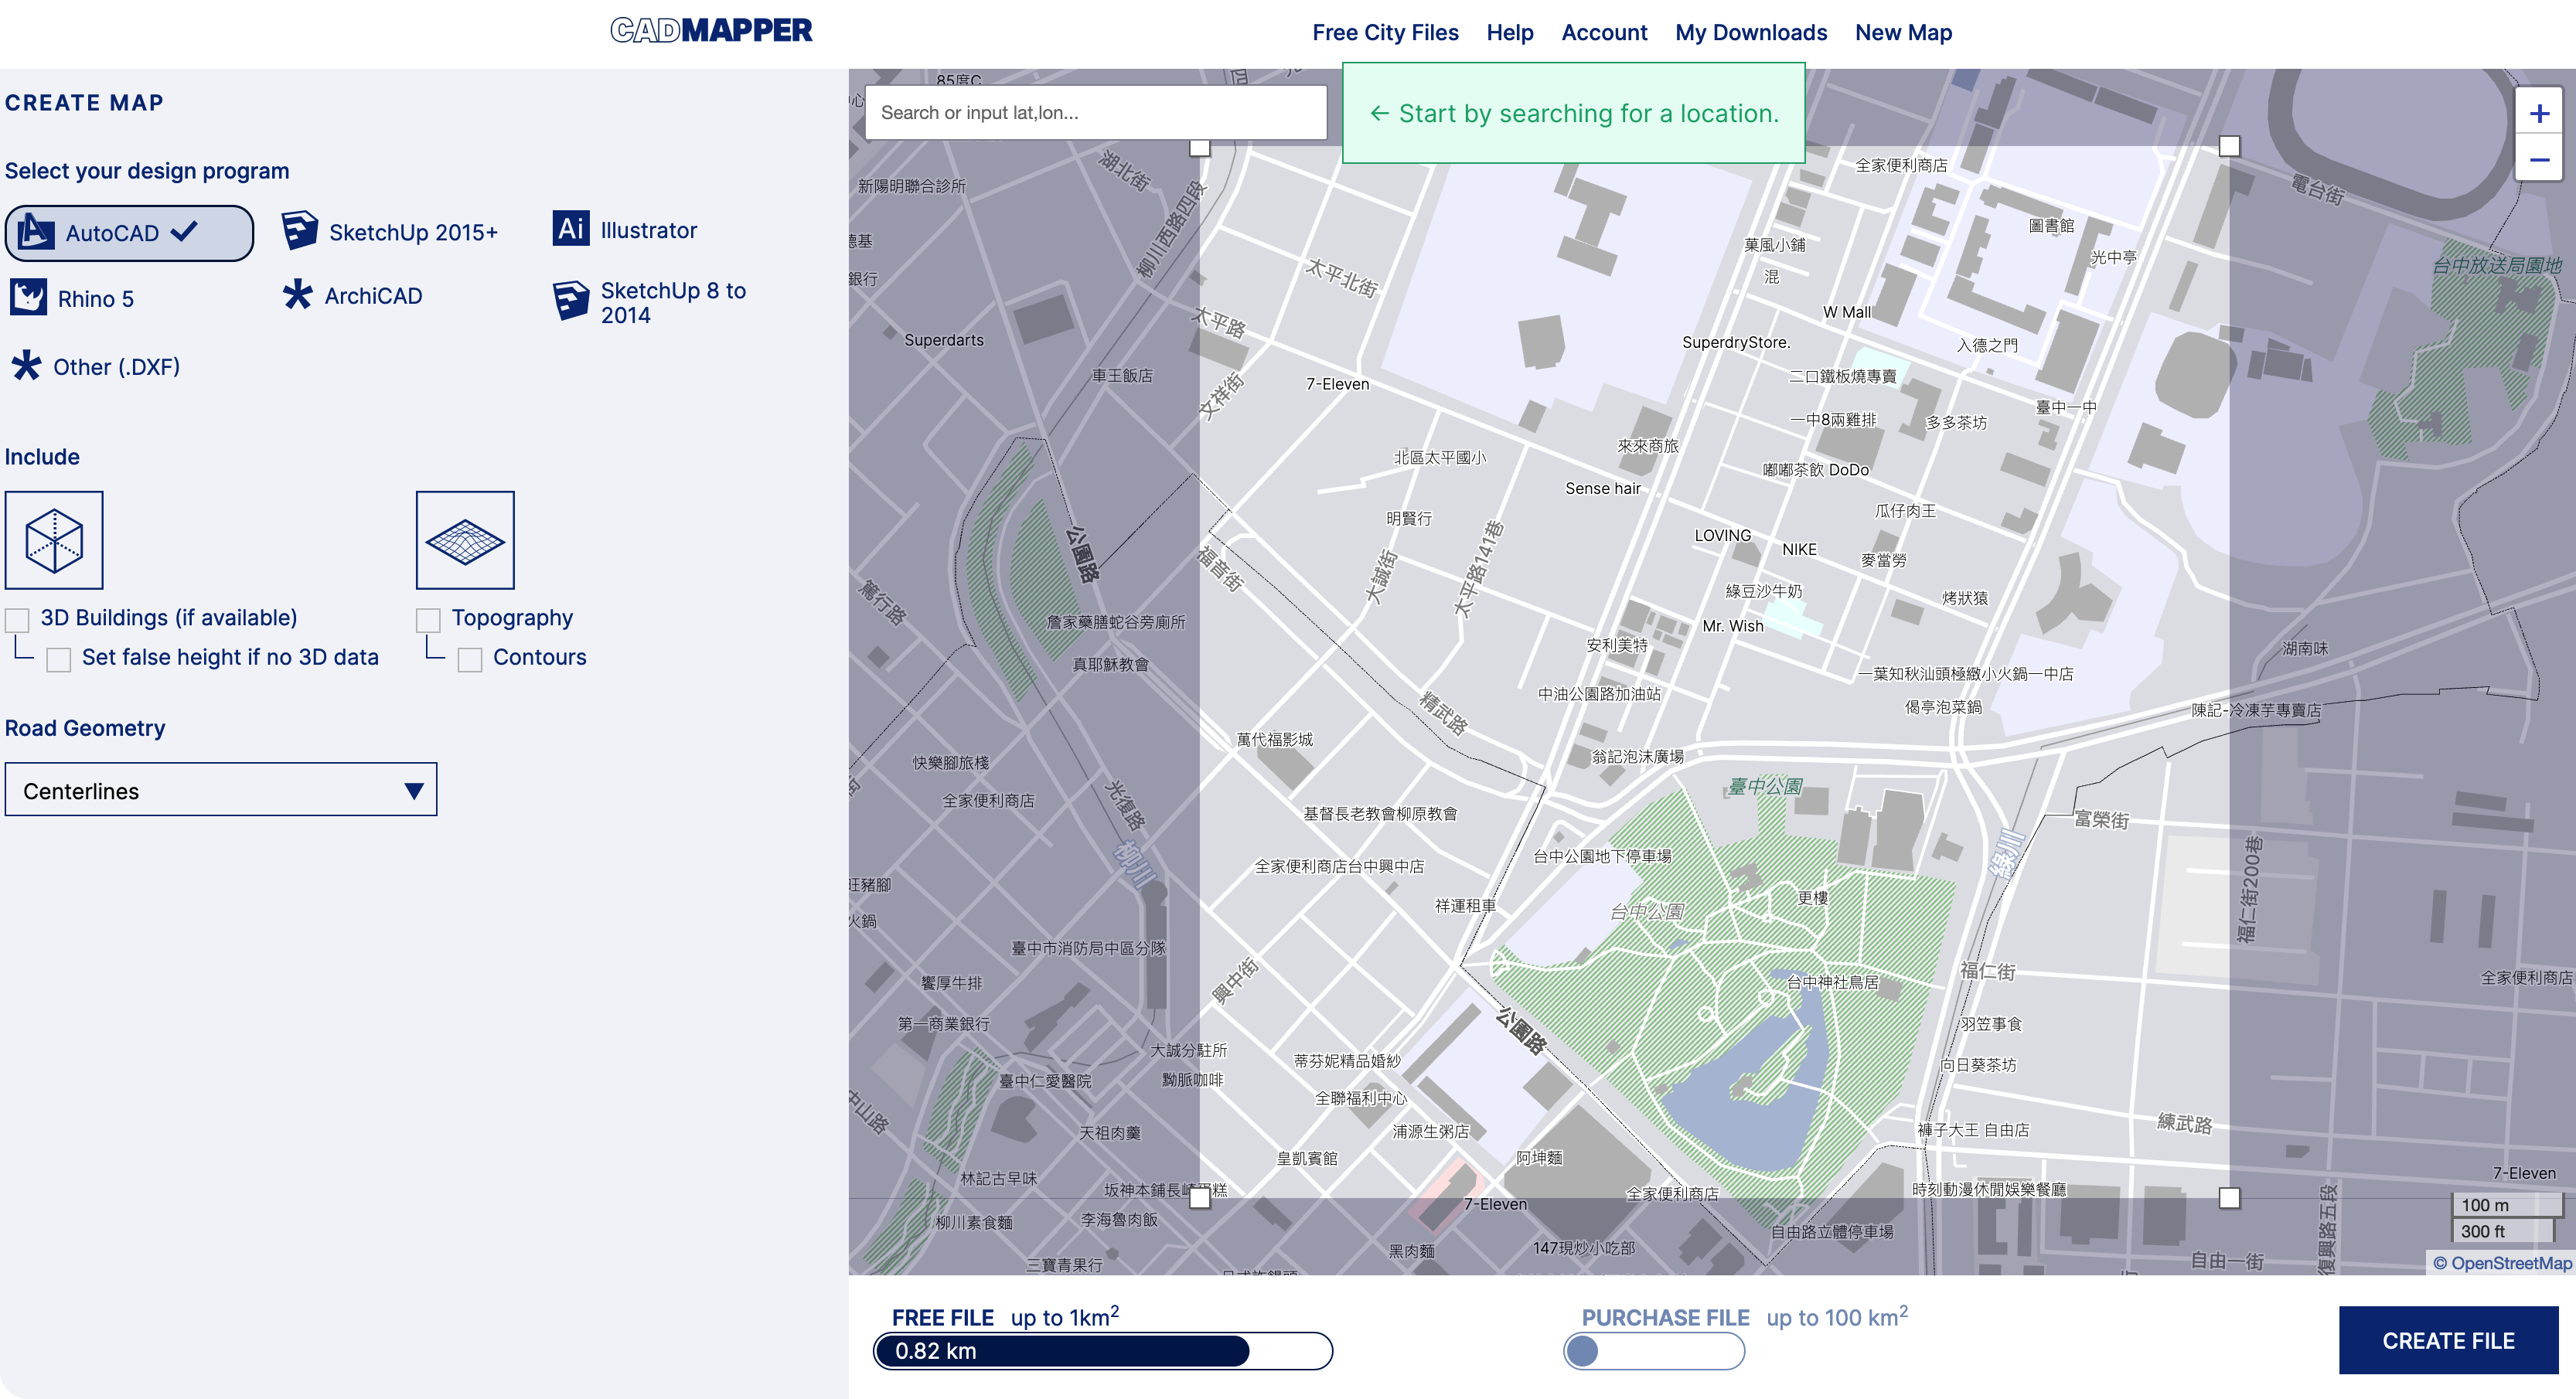 CADMAPPER
Free City Files
Help
Account
My Downloads
New Map
CREATE MAP
Select your design program
AutoCAD
SketchUp 2015+
Ai Illustrator
Rhino 5
ArchiCAD
SketchUp 8 to
2014
Other (.DXF)
Include
3D Buildings (if available)
Set false height if no 3D data
Topography
Contours
Road Geometry
Centerlines
Search or input lat,lon...
← Start by searching for a location.
+
−
85度C
湖北街
新陽明聯合診所
柳川西路四段
銀行
太平北街
太平路
Superdarts
車王飯店
文祥街
7-Eleven
全家便利商店
圖書館
光中亭
電台街
台中放送局園地
菓風小鋪
混
W Mall
SuperdryStore.
入德之門
二口鐵板燒專賣
一中8兩雞排
多多茶坊
臺中一中
來來商旅
北區太平國小
嘟嘟茶飲 DoDo
Sense hair
瓜仔肉王
明賢行
LOVING
NIKE
麥當勞
公園路
福音街
大誠街
太平路141巷
篤行路
綠豆沙牛奶
烤狀猿
詹家藥膳蛇谷旁廁所
Mr. Wish
安利美特
真耶穌教會
湖南味
一葉知秋汕頭極緻小火鍋一中店
中油公園路加油站
偈亭泡菜鍋
陳記-冷凍芋專賣店
精武路
萬代福影城
翁記泡沫廣場
快樂腳旅棧
臺中公園
全家便利商店
光復路
基督長老教會柳原教會
富榮街
柳川
綠川
台中公園地下停車場
全家便利商店台中興中店
福仁街200巷
旺豬腳
更樓
祥運租車
台中公園
火鍋
臺中市消防局中區分隊
興中街
福仁街
台中神社鳥居
饗厚牛排
全家便利商店
第一商業銀行
公園路
羽笠事食
大誠分駐所
蒂芬妮精品婚紗
向日葵茶坊
臺中仁愛醫院
黝脈咖啡
全聯福利中心
中山路
天祖肉羹
浦源生粥店
褲子大王 自由店
練武路
皇凱賓館
阿坤麵
7-Eleven
林記古早味
坂神本鋪長崎蛋糕
全家便利商店
時刻動漫休閒娛樂餐廳
7-Eleven
柳川素食麵
李海魯肉飯
自由路立體停車場
復興路五段
黑肉麵
147現炒小吃部
三寶青果行
自由一街
100 m
300 ft
© OpenStreetMap
FREE FILE up to 1km²
0.82 km
PURCHASE FILE up to 100 km²
CREATE FILE